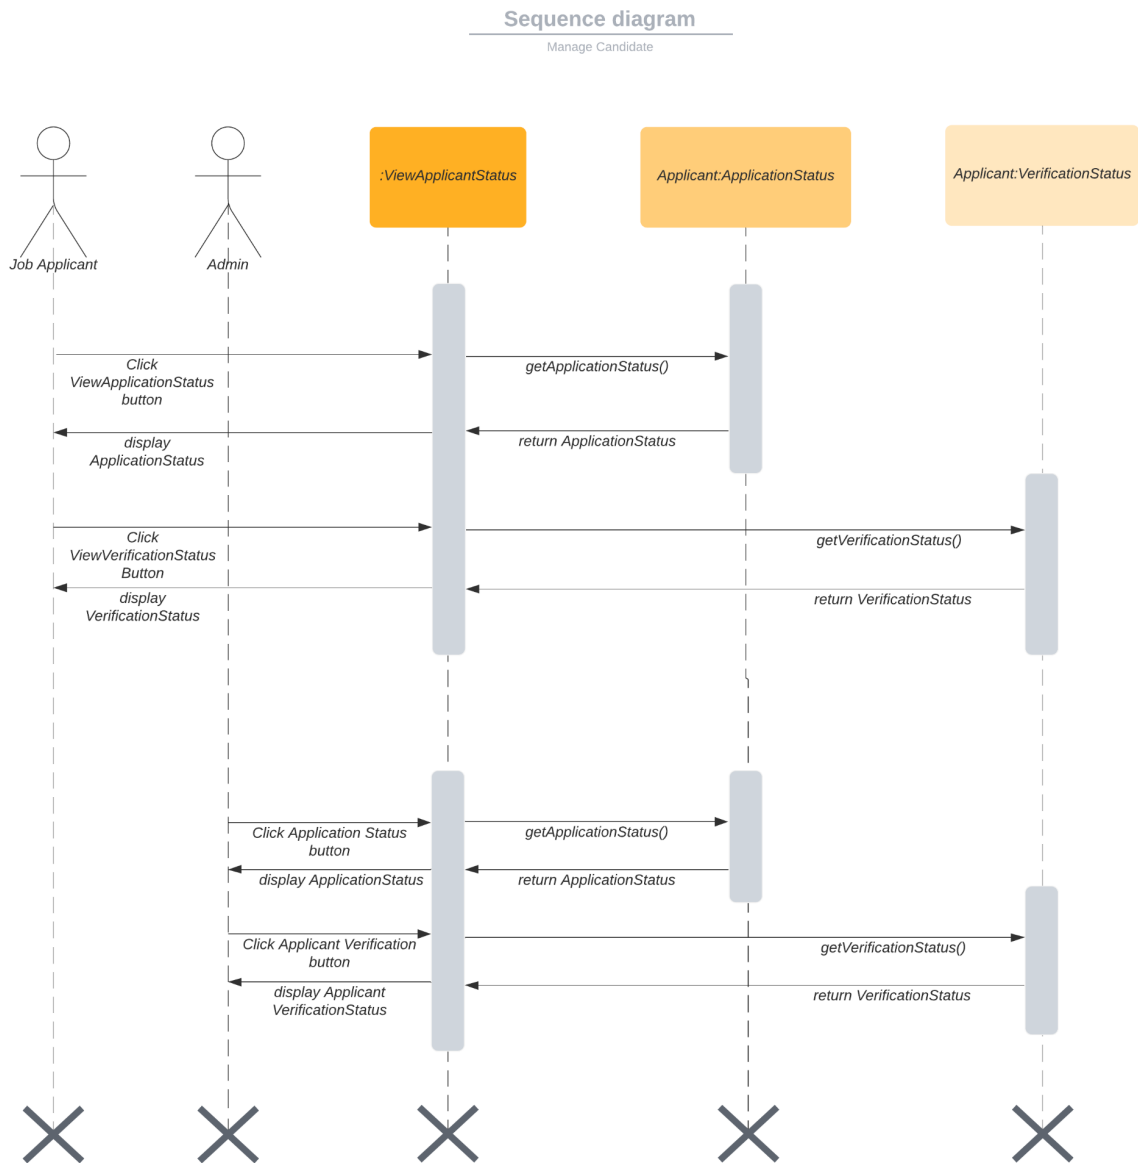 Sequence diagram
Manage Candidate
:ViewApplicantStatus
Applicant:ApplicationStatus
Applicant:VerificationStatus
Job Applicant
Admin
Click
ViewApplicationStatus
button
getApplicationStatus()
display
ApplicationStatus
return ApplicationStatus
Click
ViewVerificationStatus
Button
getVerificationStatus()
display
VerificationStatus
return VerificationStatus
Click Application Status
button
getApplicationStatus()
display ApplicationStatus
return ApplicationStatus
Click Applicant Verification
button
getVerificationStatus()
display Applicant
VerificationStatus
return VerificationStatus